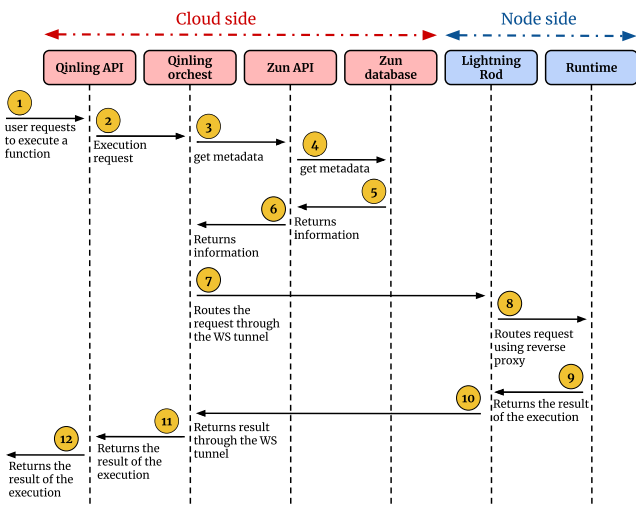 Cloud side
Node side
Qinling API
Qinling
orchest
Zun API
Zun
database
Lightning
Rod
Runtime
1
user requests
to execute a
function
2
Execution
request
3
get metadata
4
get metadata
5
Returns
information
6
Returns
information
7
Routes the
request through
the WS tunnel
8
Routes request
using reverse
proxy
9
Returns the result
of the execution
10
Returns result
through the WS
tunnel
11
Returns the
result of the
execution
12
Returns the
result of the
execution